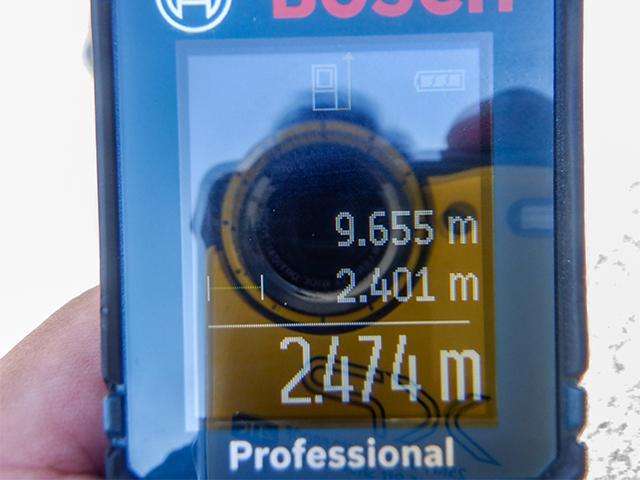 BOSCH
9.655 m
2.401 m
2.474 m
Professional